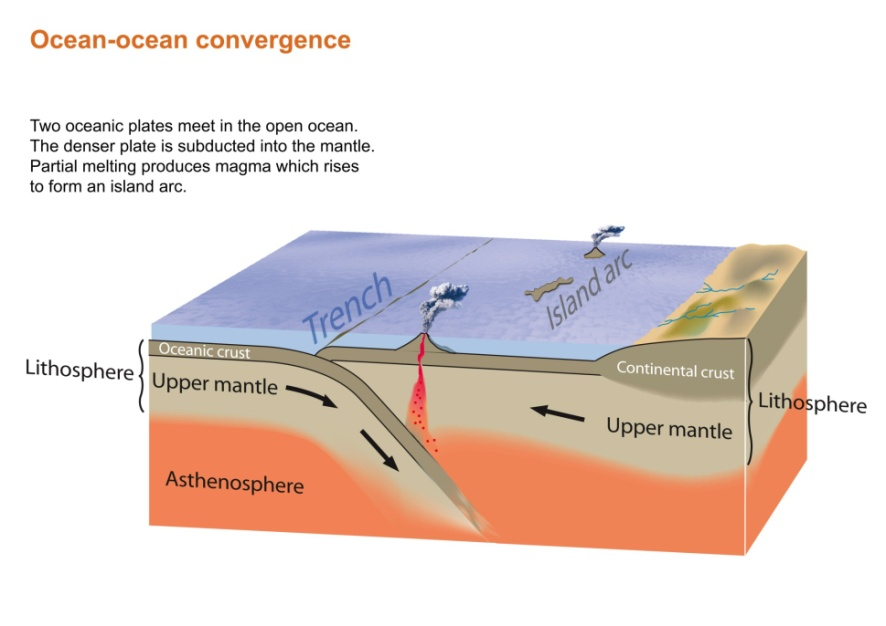 Ocean-ocean convergence
Two oceanic plates meet in the open ocean.
The denser plate is subducted into the mantle.
Partial melting produces magma which rises
to form an island arc.
Trench
Island arc
Oceanic crust
Continental crust
Lithosphere
Upper mantle
Lithosphere
Upper mantle
Asthenosphere